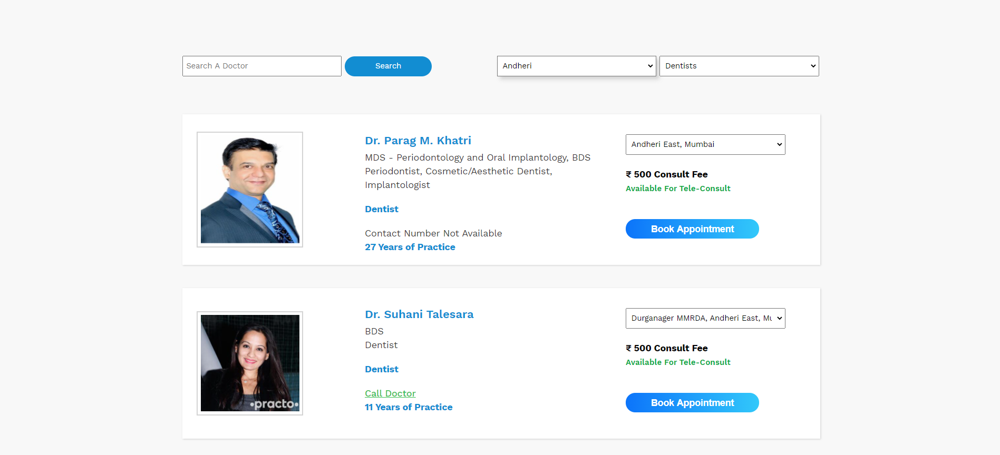 Search A Doctor
Search
Andheri
Dentists
Dr. Parag M. Khatri
MDS - Periodontology and Oral Implantology, BDS
Periodontist, Cosmetic/Aesthetic Dentist,
Implantologist
Dentist
Contact Number Not Available
27 Years of Practice
Andheri East, Mumbai
₹ 500 Consult Fee
Available For Tele-Consult
Book Appointment
•practo•
Dr. Suhani Talesara
BDS
Dentist
Dentist
Call Doctor
11 Years of Practice
Durganager MMRDA, Andheri East, Mu
₹ 500 Consult Fee
Available For Tele-Consult
Book Appointment